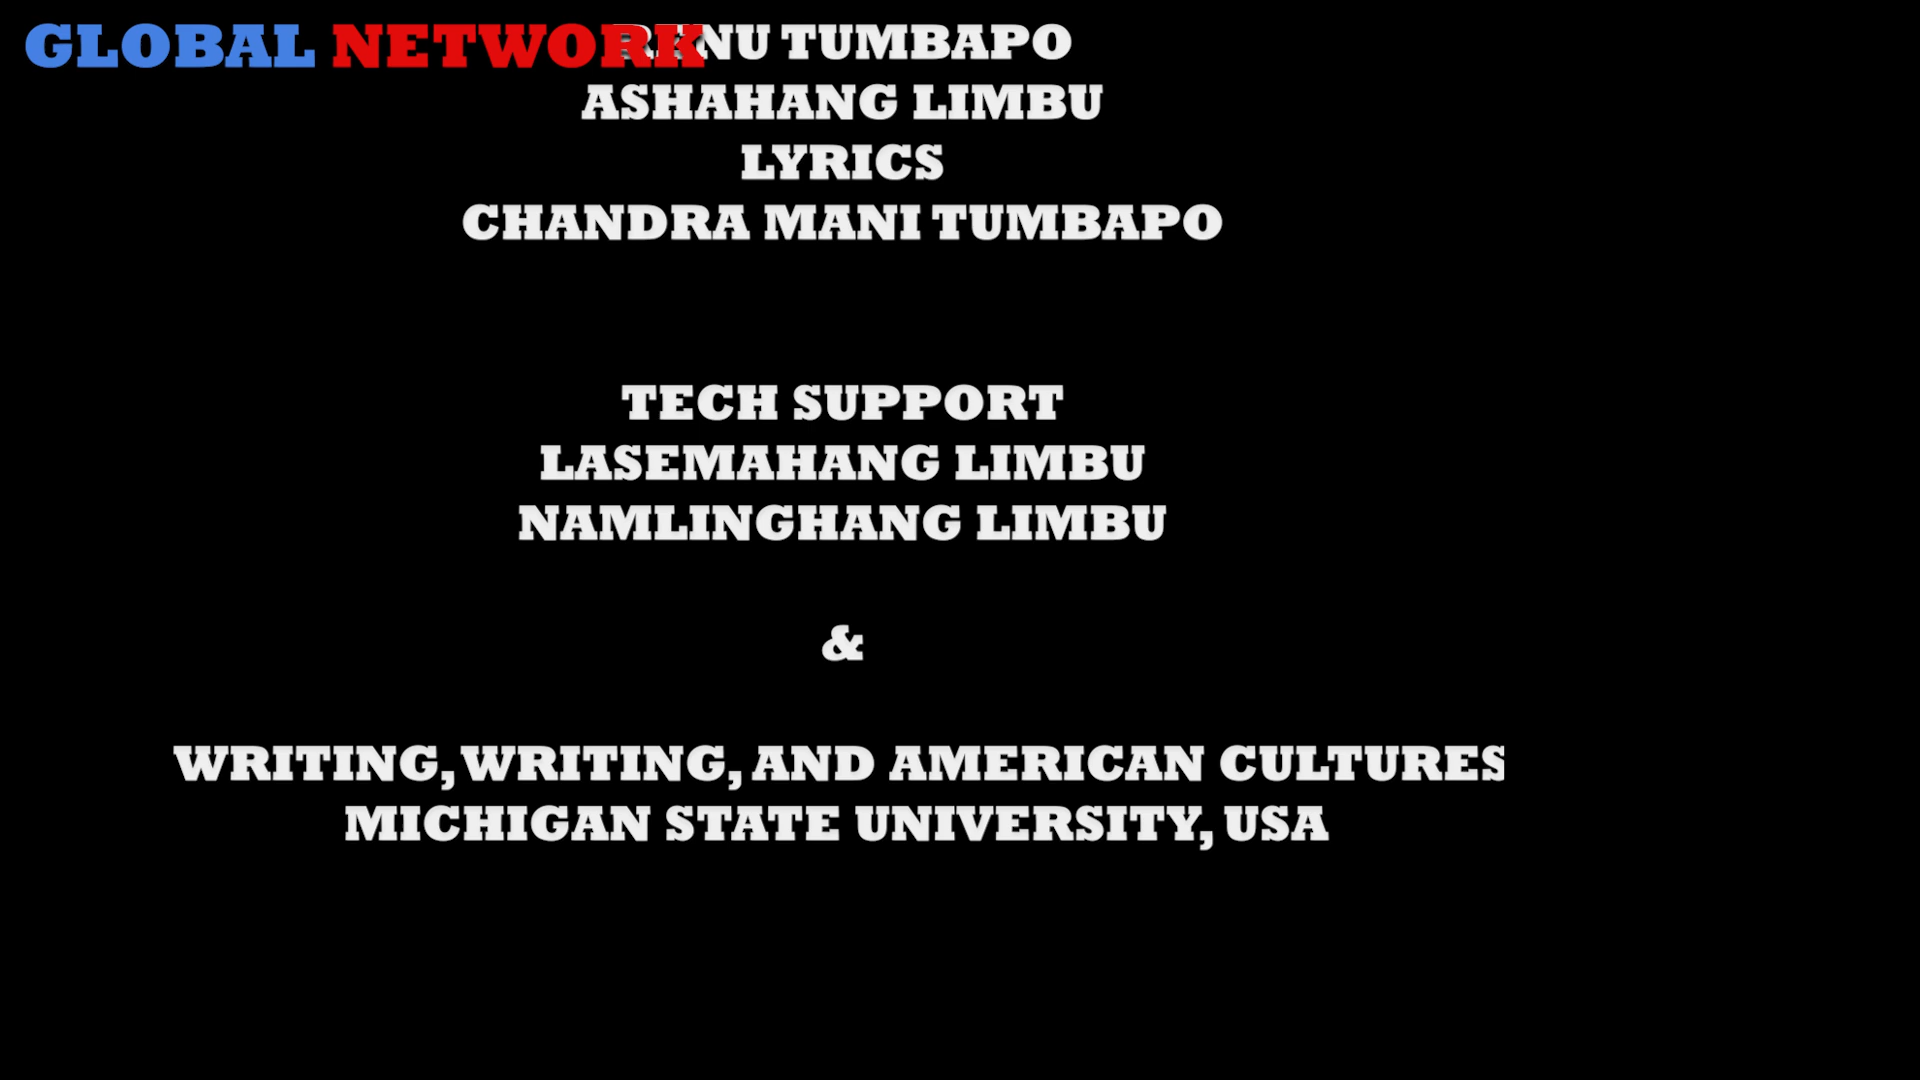 GLOBAL NETWORK
TUMBAPO
ASHAHANG LIMBU
LYRICS
CHANDRA MANI TUMBAPO
TECH SUPPORT
LASEMAHANG LIMBU
NAMLINGHANG LIMBU
&
WRITING, WRITING, AND AMERICAN CULTURES
MICHIGAN STATE UNIVERSITY, USA